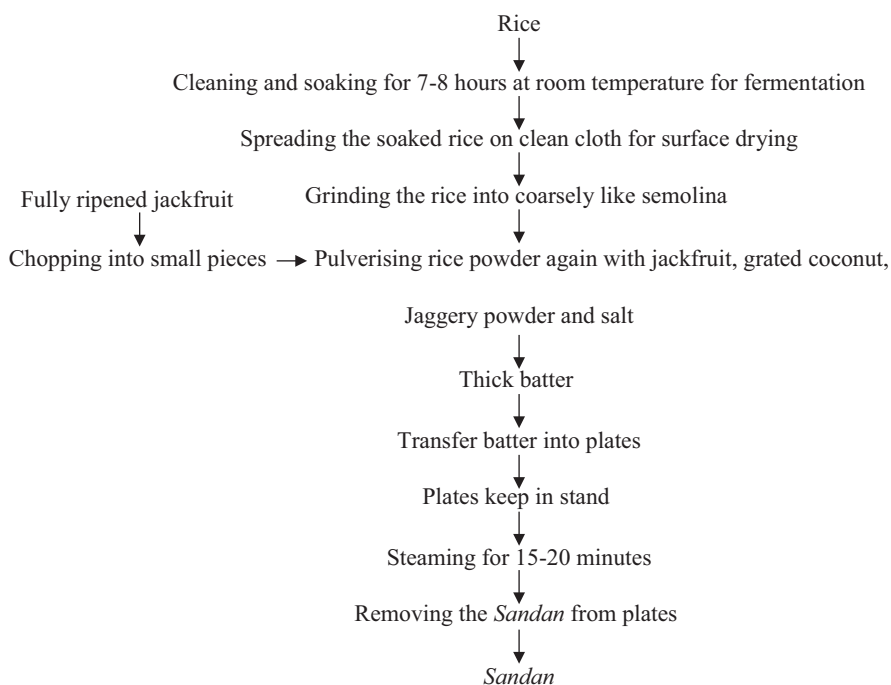 Rice
Cleaning and soaking for 7-8 hours at room temperature for fermentation
Spreading the soaked rice on clean cloth for surface drying
Fully ripened jackfruit
Grinding the rice into coarsely like semolina
Chopping into small pieces
Pulverising rice powder again with jackfruit, grated coconut,
Jaggery powder and salt
Thick batter
Transfer batter into plates
Plates keep in stand
Steaming for 15-20 minutes
Removing the Sandan from plates
Sandan